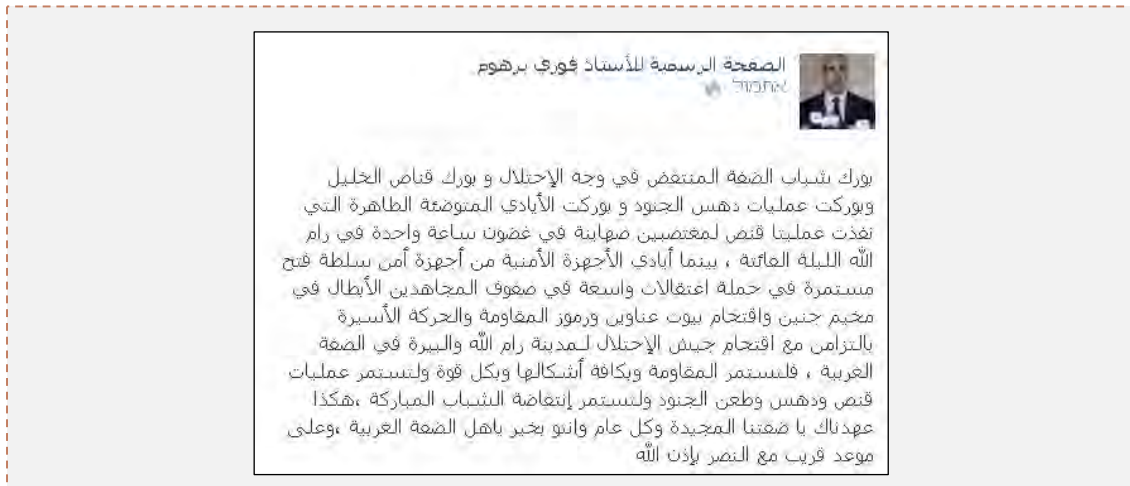 الصفحة الرسمية للأستاذ فوزي برهوم
אתמול
بورك شباب الضفة المنتفض في وجه الإحتلال و بورك قناص الخليل
وبوركت عمليات دهس الجنود و بوركت الأيادي المتوضئة الطاهرة التي
نفذت عمليتا قنص لمغتصبين صهاينة في غضون ساعة واحدة في رام
الله الليلة الفائتة ، بينما أيادي الأجهزة الأمنية من أجهزة أمن سلطة فتح
مستمرة في حملة اعتقالات واسعة في صفوف المجاهدين الأبطال في
مخيم جنين واقتحام بيوت عناوين ورموز المقاومة والحركة الأسيرة
بالتزامن مع اقتحام جيش الإحتلال لمدينة رام الله والبيرة في الضفة
الغربية ، فلتستمر المقاومة وبكافة أشكالها وبكل قوة ولتستمر عمليات
قنص ودهس وطعن الجنود ولتستمر إنتفاضة الشباب المباركة ،هكذا
عهدناك يا ضفتنا المجيدة وكل عام وانتو بخير ياهل الضفة الغربية ،وعلى
موعد قريب مع النصر بإذن الله